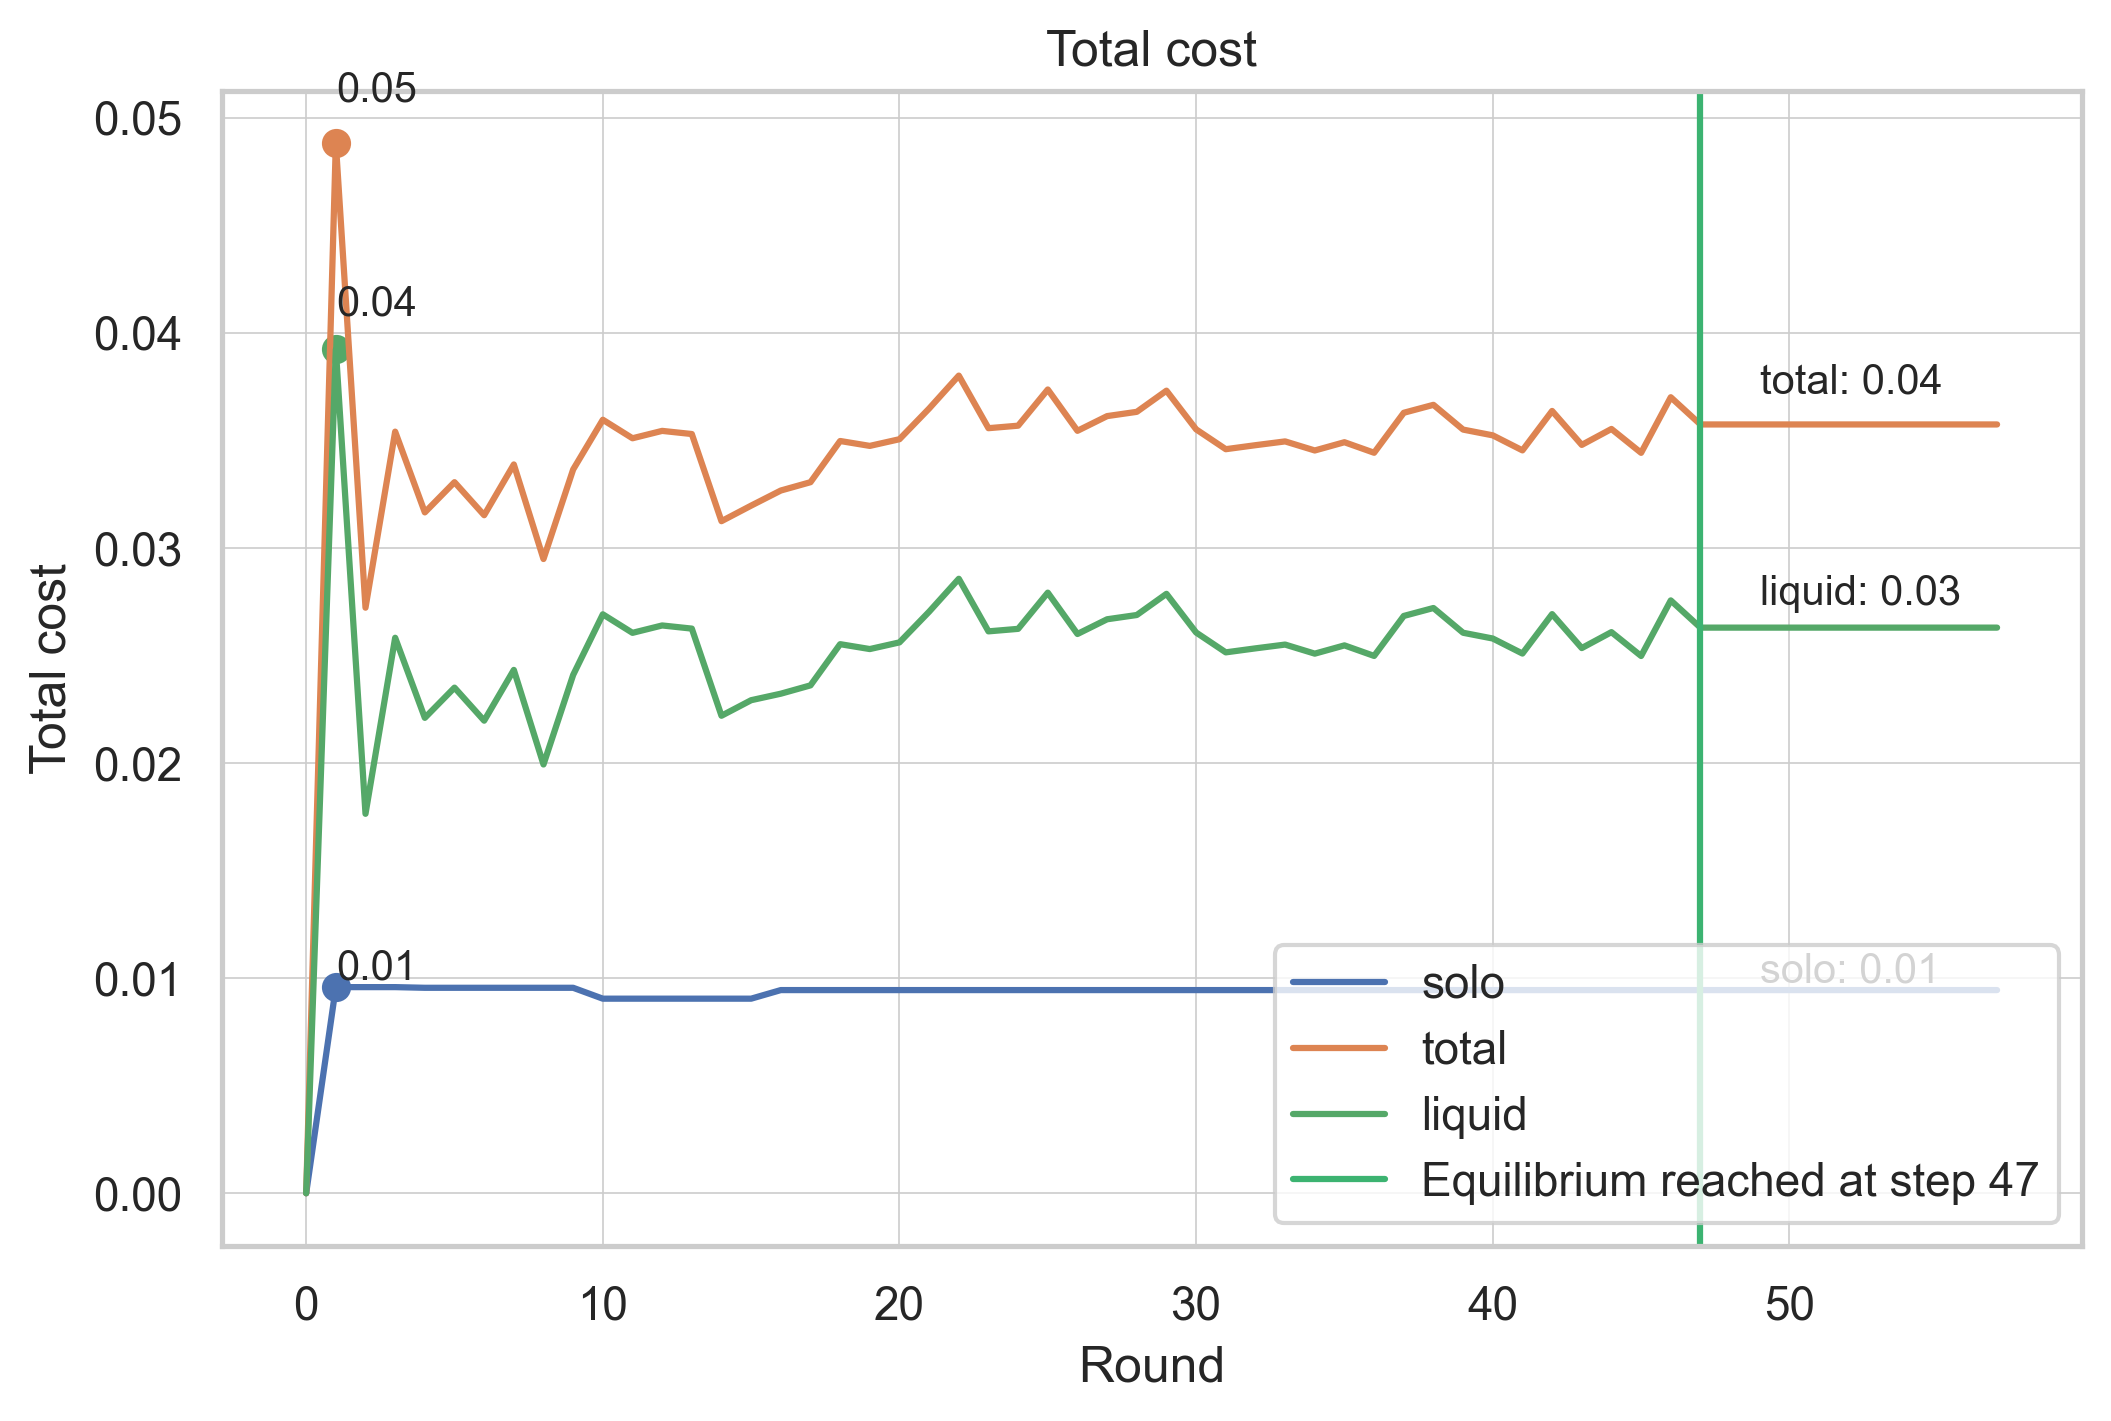 Total cost
0.05
0.05
0.04
0.04
total: 0.04
0.03
liquid: 0.03
Total cost
0.02
0.01
0.01
solo: 0.01
solo
total
liquid
Equilibrium reached at step 47
0.00
0 10 20 30 40 50
Round